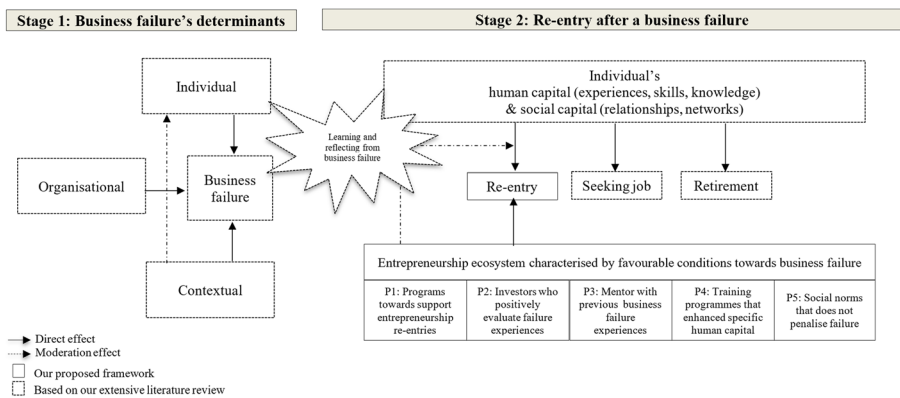 Stage 1: Business failure's determinants
Stage 2: Re-entry after a business failure
Individual
Organisational
Business
failure
Contextual
Learning and
reflecting from
business failure
Individual's
human capital (experiences, skills, knowledge)
& social capital (relationships, networks)
Re-entry
Seeking job
Retirement
Entrepreneurship ecosystem characterised by favourable conditions towards business failure
P1: Programs
towards support
entrepreneurship
re-entries
P2: Investors who
positively
evaluate failure
experiences
P3: Mentor with
previous business
failure
experiences
P4: Training
programmes that
enhanced specific
human capital
P5: Social norms
that does not
penalise failure
Direct effect
Moderation effect
Our proposed framework
Based on our extensive literature review